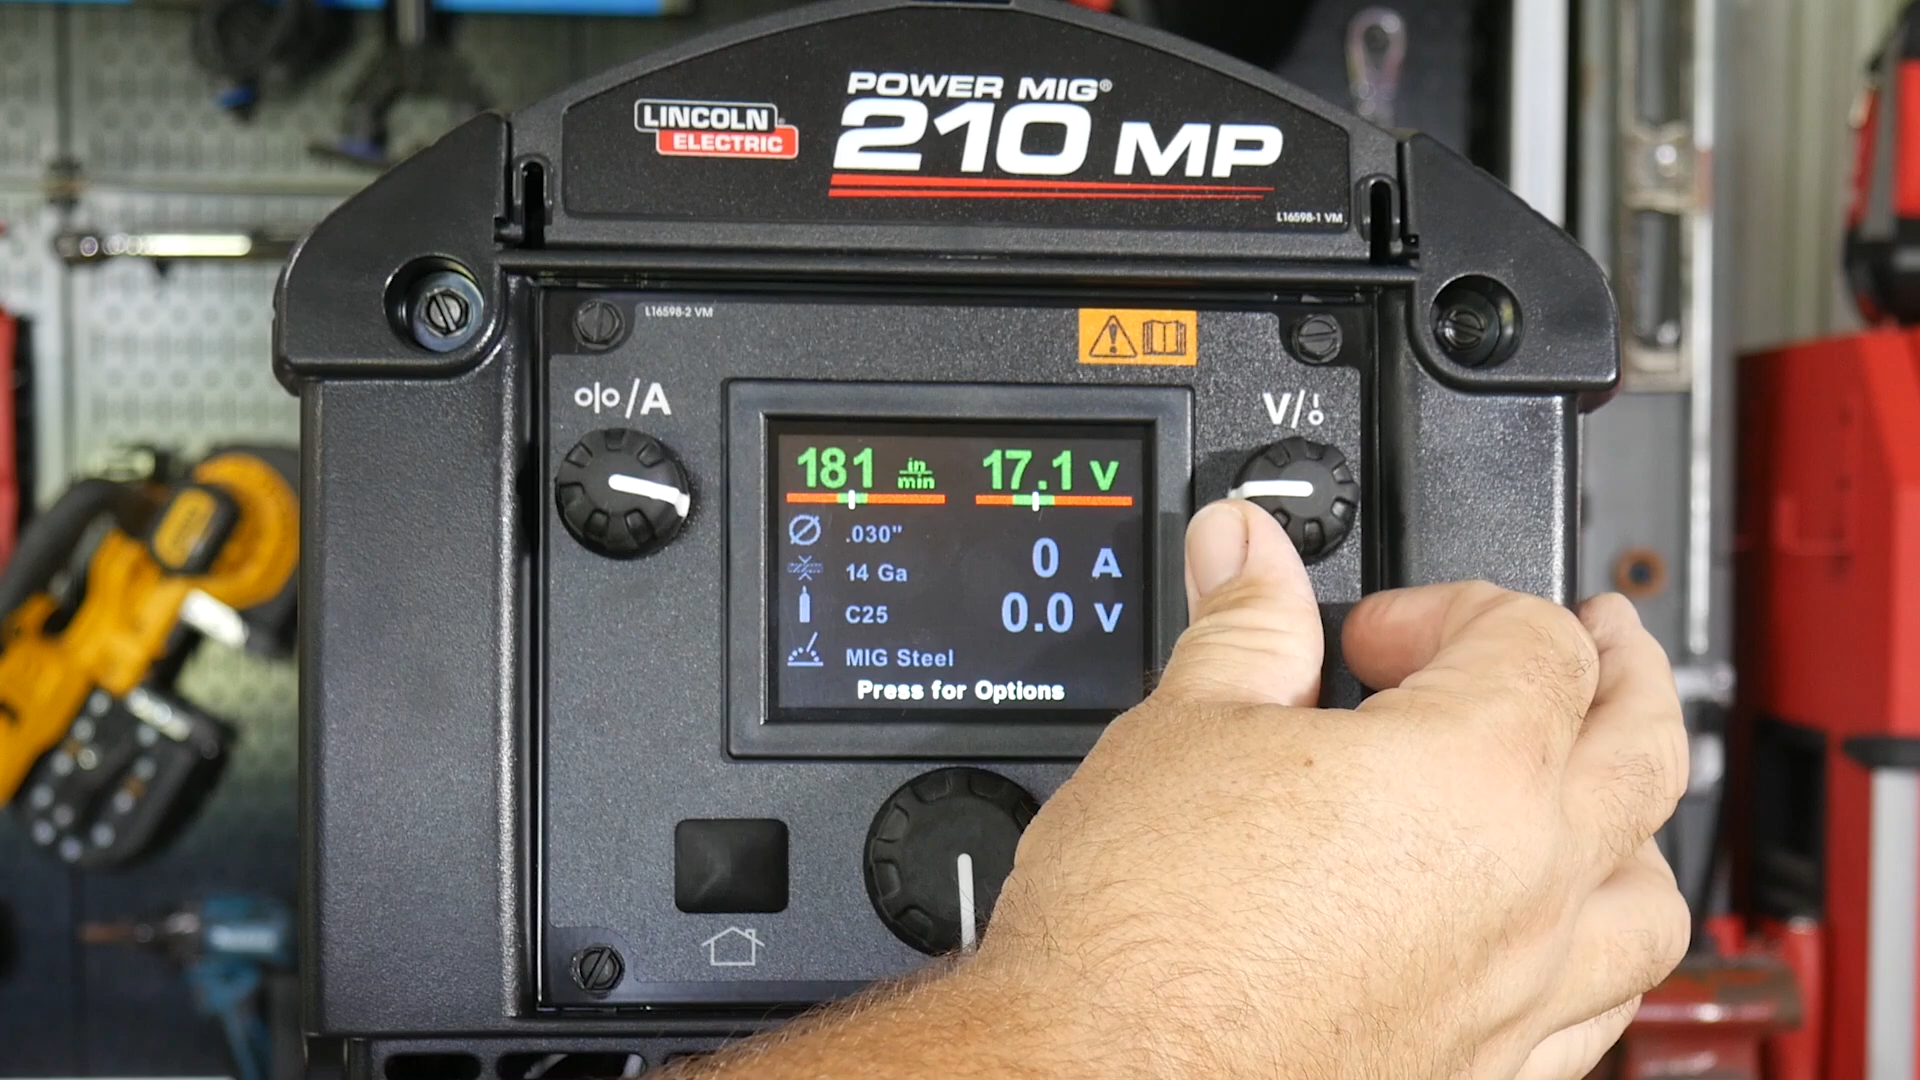 POWER MIG®
LINCOLN
ELECTRIC
210 MP
L16598-1 VM
L16598-2 VM
/A
V/
181 in/min
17.1 V
.030"
14 Ga
C25
MIG Steel
0 A
0.0 V
Press for Options